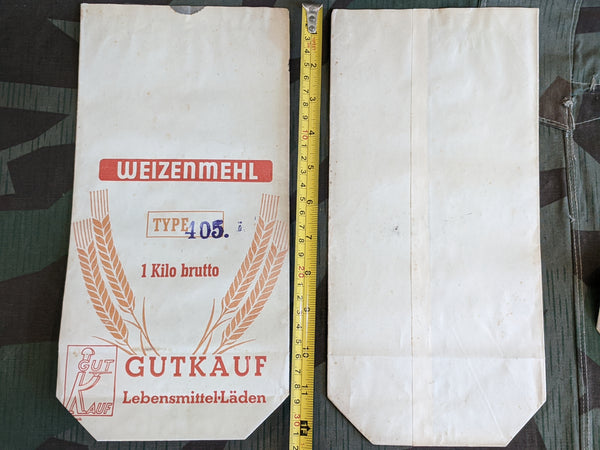 WEIZENMEHL
TYPE 405.
1 Kilo brutto
GUTKAUF
Lebensmittel-Läden
GUT
KAUF